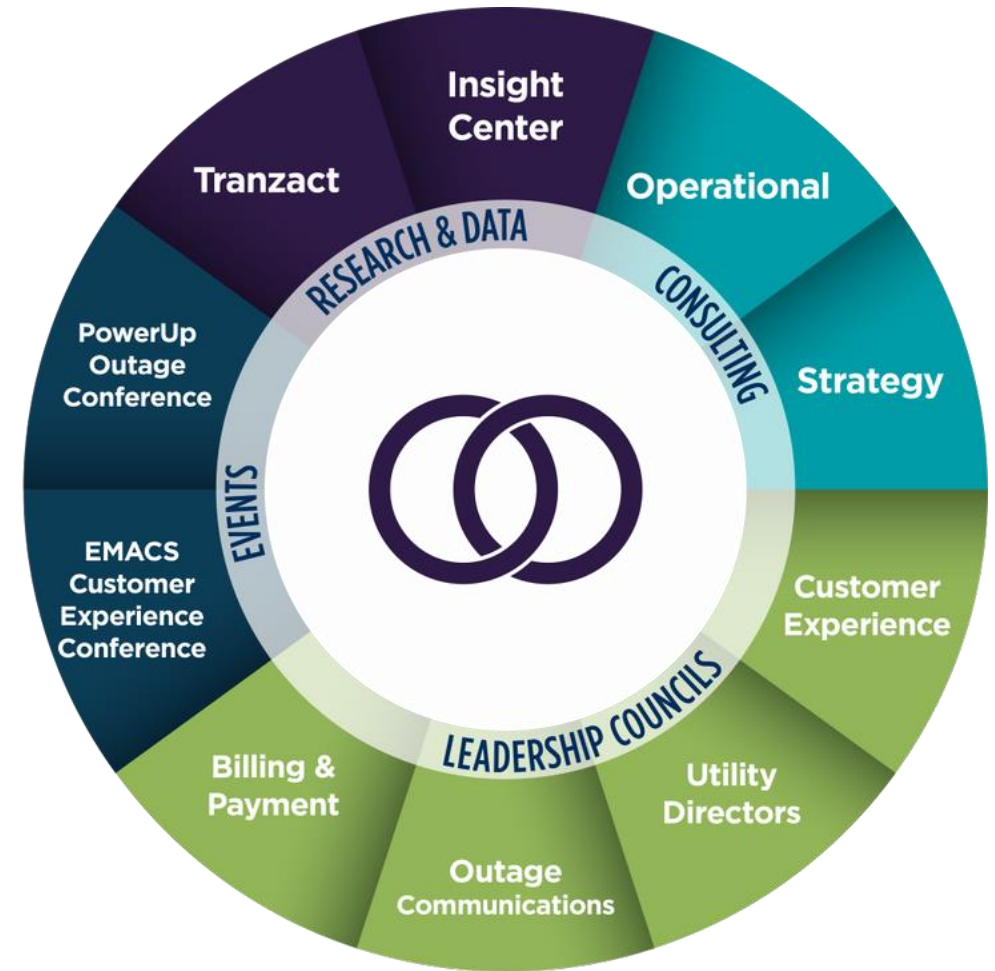 Insight
Center
Operational
Strategy
Customer
Experience
Utility
Directors
Outage
Communications
Billing &
Payment
EMACS
Customer
Experience
Conference
PowerUp
Outage
Conference
Tranzact
RESEARCH & DATA
CONSULTING
LEADERSHIP COUNCILS
EVENTS